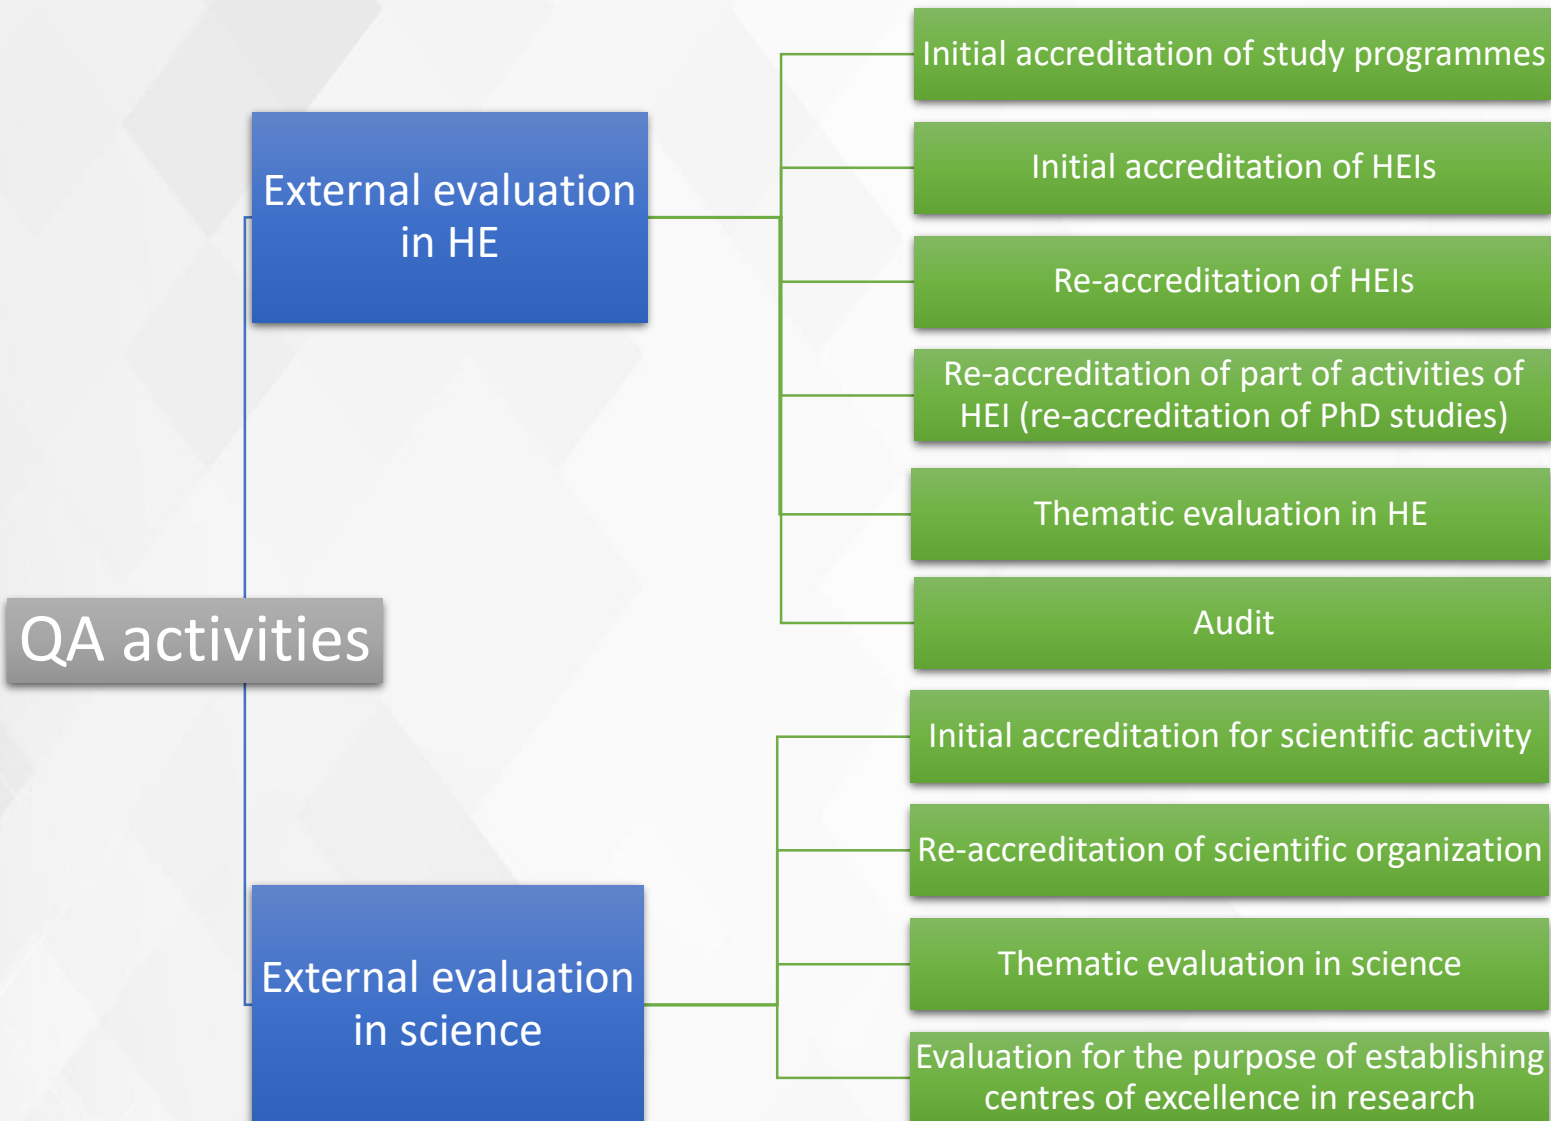 QA activities
External evaluation
in HE
Initial accreditation of study programmes
Initial accreditation of HEIs
Re-accreditation of HEIs
Re-accreditation of part of activities of
HEI (re-accreditation of PhD studies)
Thematic evaluation in HE
Audit
External evaluation
in science
Initial accreditation for scientific activity
Re-accreditation of scientific organization
Thematic evaluation in science
Evaluation for the purpose of establishing
centres of excellence in research